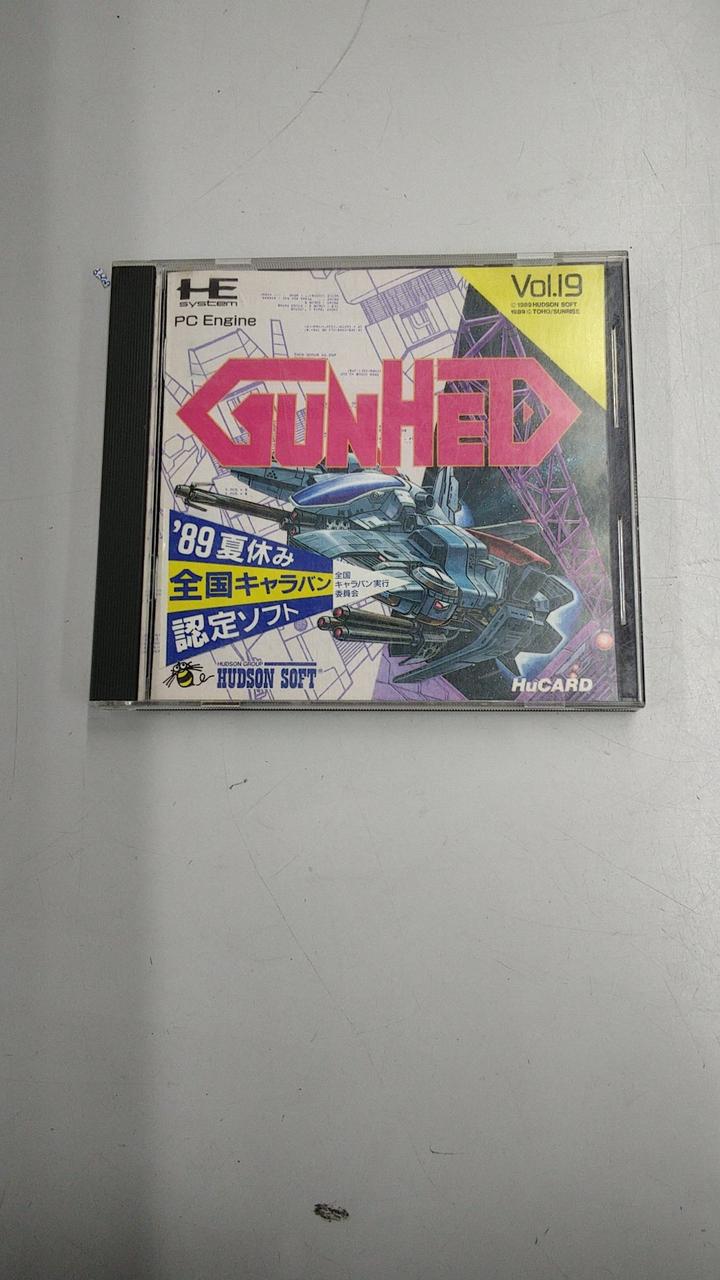 HE
system
PC Engine
Vol.19
© 1989 HUDSON SOFT
1989 © TOHO/SUNRISE
GUNHED
'89 夏休み
全国キャラバン
認定ソフト
全国
キャラバン実行
委員会
HUDSON GROUP
HUDSON SOFT®
HuCARD